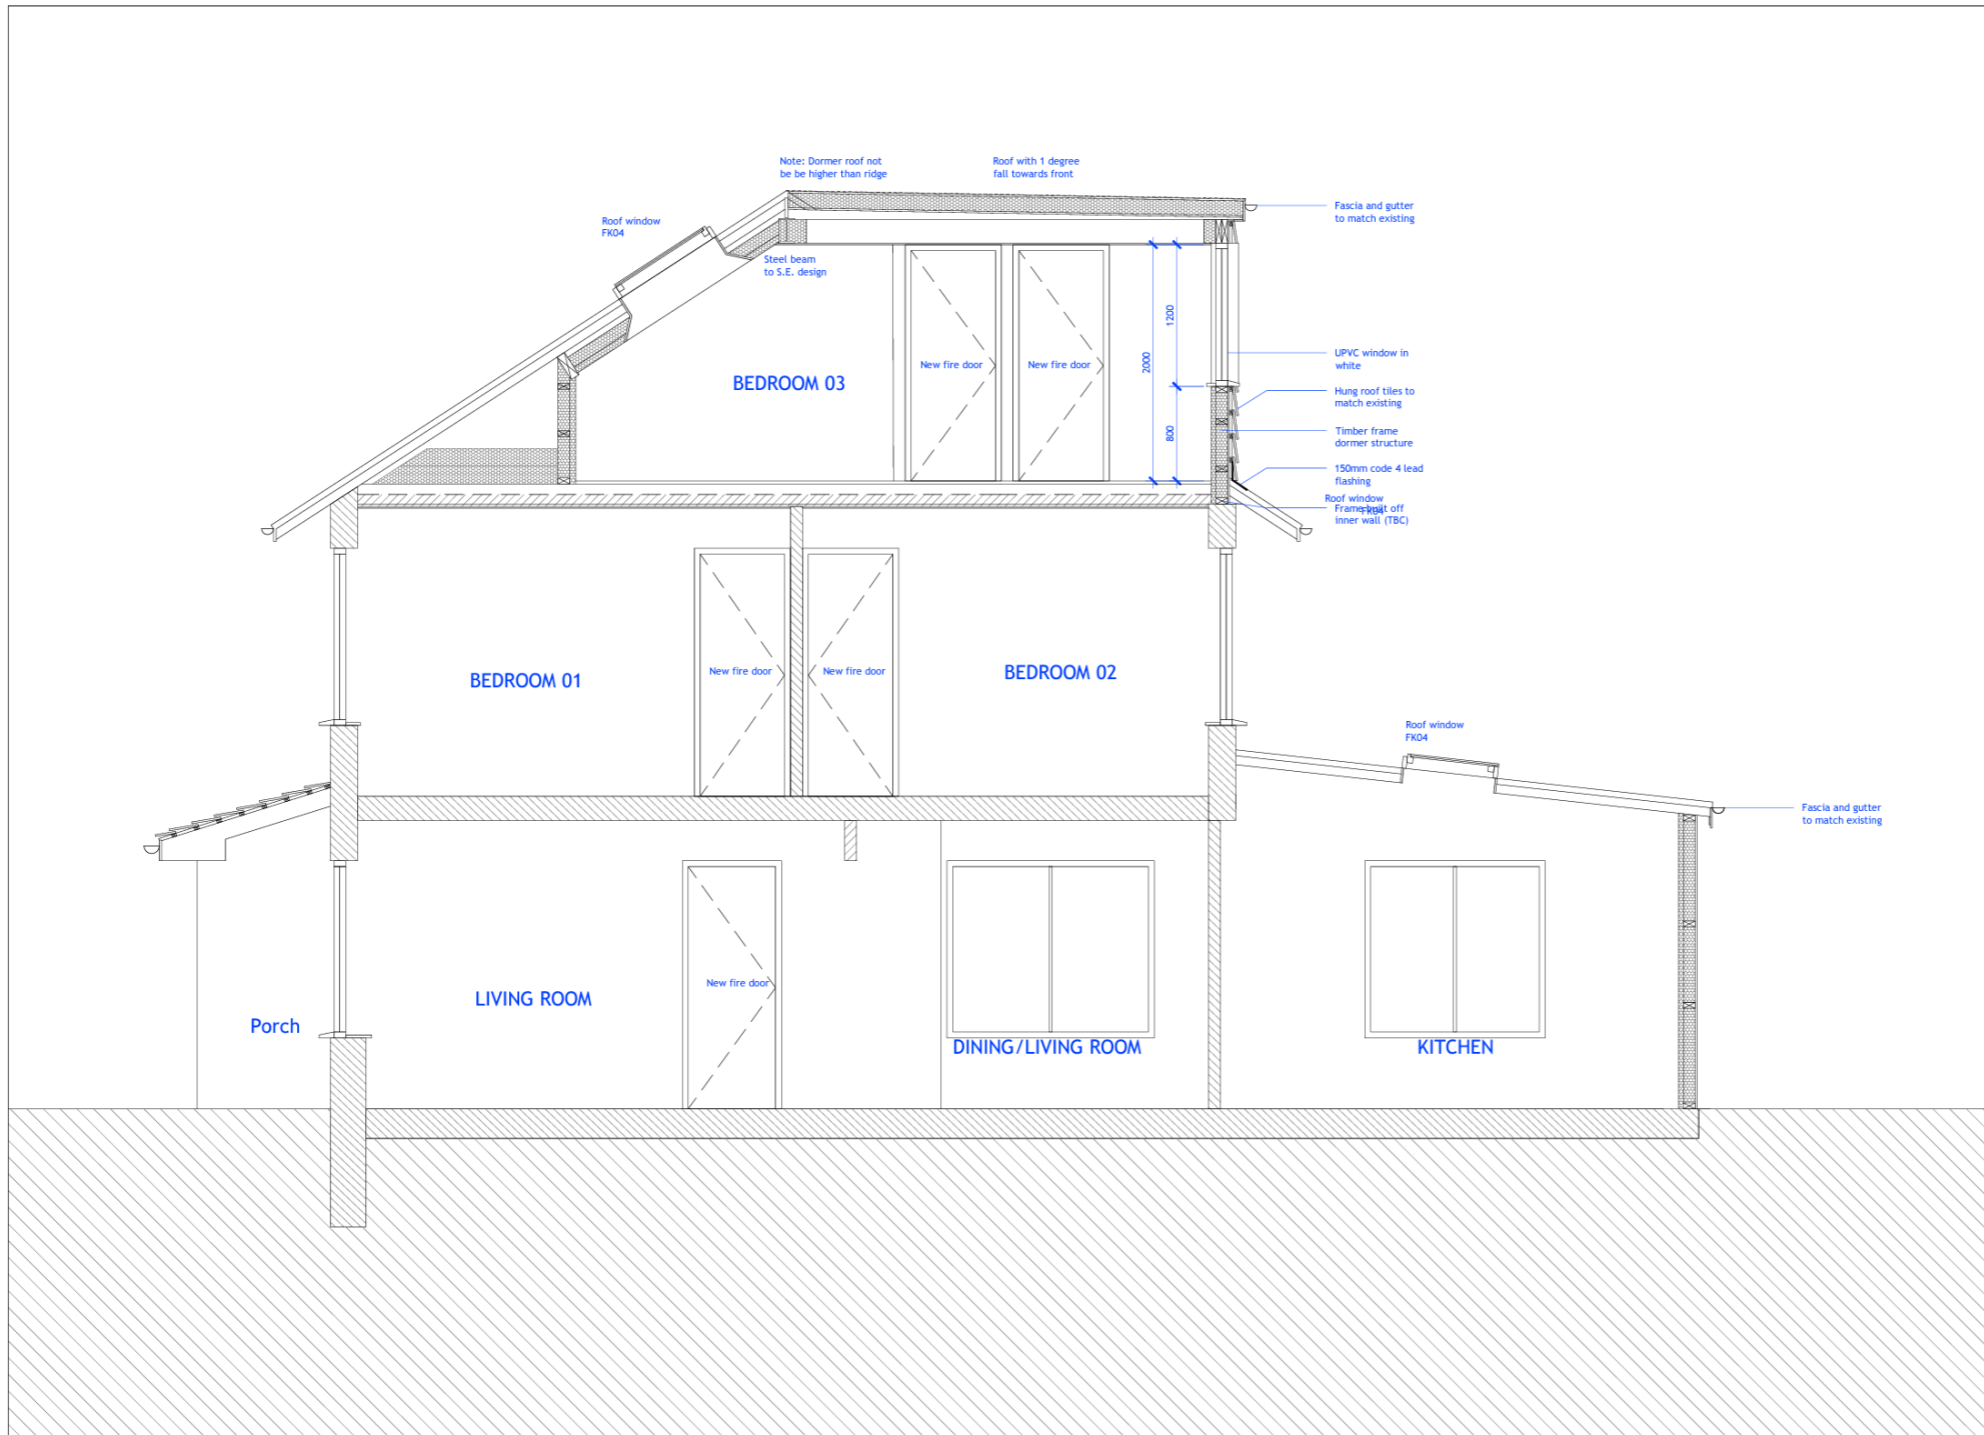 Note: Dormer roof not
be be higher than ridge
Roof with 1 degree
fall towards front
Roof window
FK04
Fascia and gutter
to match existing
Steel beam
to S.E. design
1200
2000
800
New fire door
New fire door
BEDROOM 03
UPVC window in
white
Hung roof tiles to
match existing
Timber frame
dormer structure
150mm code 4 lead
flashing
Roof window
FK04
Frame built off
inner wall (TBC)
New fire door
New fire door
BEDROOM 01
BEDROOM 02
Roof window
FK04
Fascia and gutter
to match existing
New fire door
LIVING ROOM
Porch
DINING/LIVING ROOM
KITCHEN